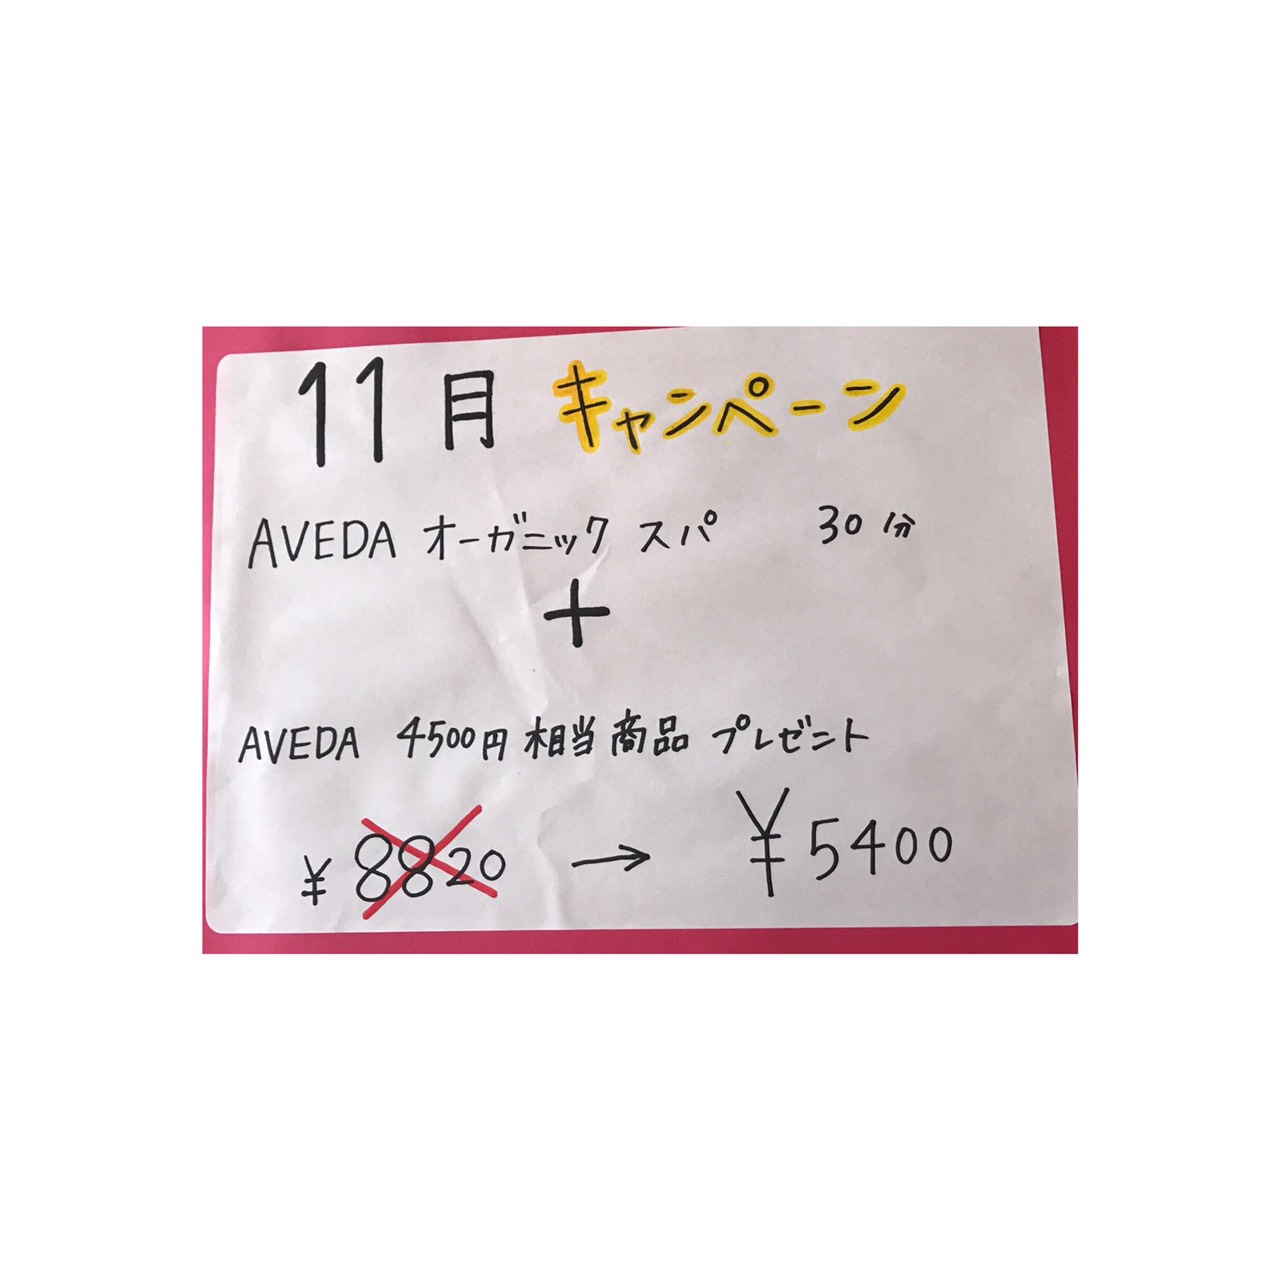 11月 キャンペーン
AVEDA オーガニック スパ 30分
+
AVEDA 4500円 相当 商品 プレゼント
¥8820 → ¥5400